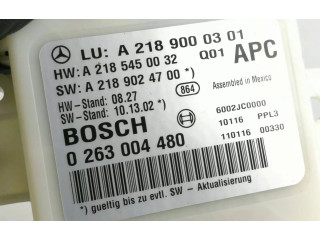 LU: A 218 900 03 01
HW: A 218 545 00 32 Q01 APC
SW: A 218 902 47 00 *)
HW-Stand: 08.27 864 Assembled in Mexico
SW-Stand: 10.13.02 *)
BOSCH 6002JC0000
0 263 004 480 10116 PPL3
110116 00330
*) gueltig bis zu evtl. SW - Aktualisierung